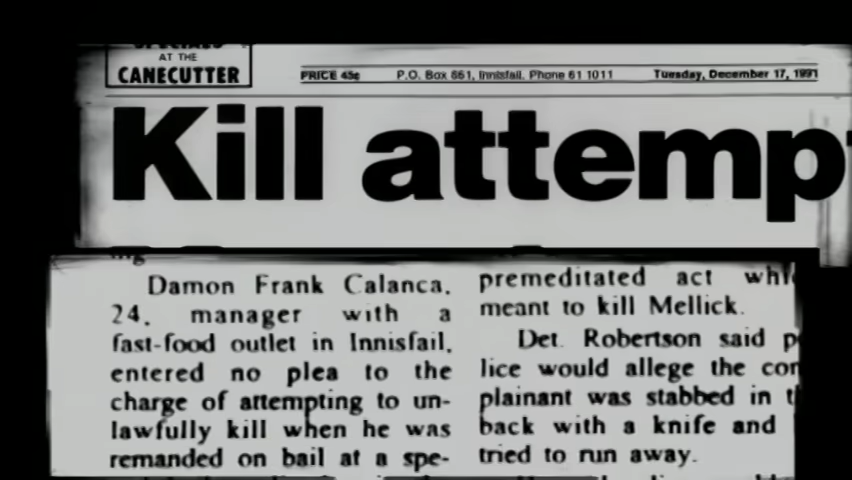 SPECIALS
AT THE
CANECUTTER
PRICE 45c P.O. Box 661, Innisfail. Phone 61 1011 Tuesday, December 17, 1991
Kill attemp
Damon Frank Calanca,
24, manager with a
fast-food outlet in Innisfail,
entered no plea to the
charge of attempting to un-
lawfully kill when he was
remanded on bail at a spe-
premeditated act whi
meant to kill Mellick.
Det. Robertson said p
lice would allege the com
plainant was stabbed in t
back with a knife and
tried to run away.